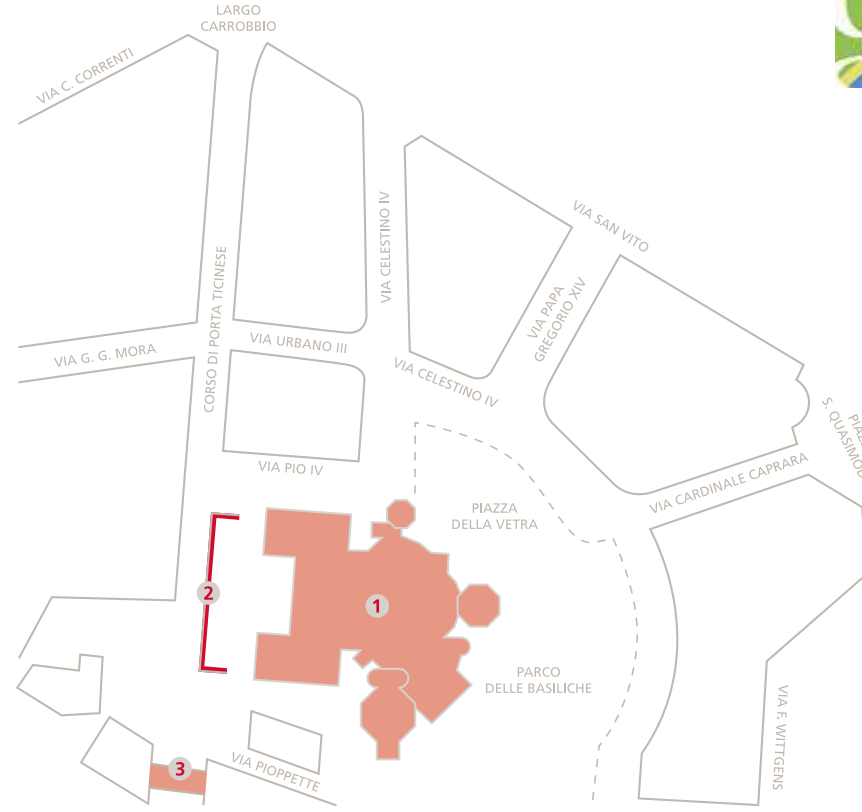 LARGO
CARROBBIO
VIA C. CORRENTI
VIA CELESTINO IV
VIA SAN VITO
CORSO DI PORTA TICINESE
VIA PAPA
GREGORIO XIV
VIA URBANO III
VIA G. G. MORA
VIA CELESTINO IV
S. QUASIMOD
VIA PIO IV
VIA CARDINALE CAPRARA
PIAZZA
DELLA VETRA
2
1
PARCO
DELLE BASILICHE
VIA F. WITTGENS
3
VIA PIOPPETTE